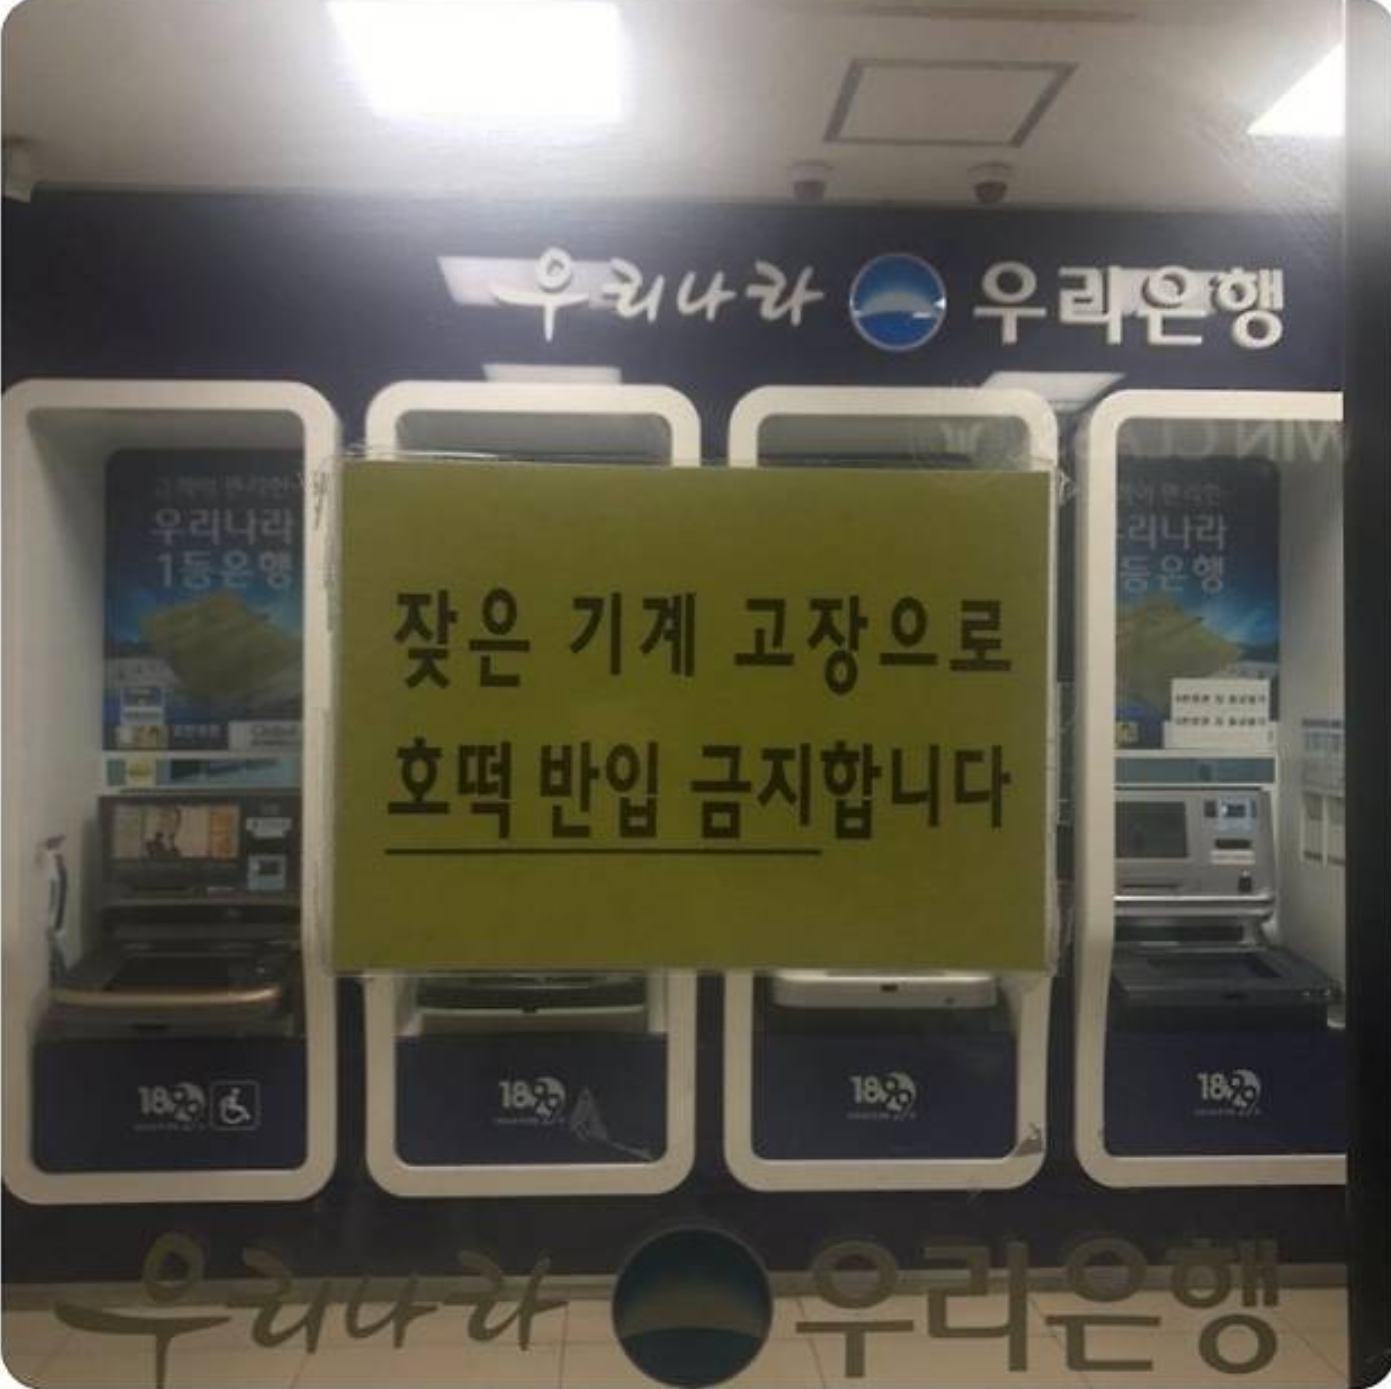 우리나라 우리은행
우리나라
1등은행
리나라
등은행
잦은 기계 고장으로
호떡 반입 금지합니다
우리나라 우리은행